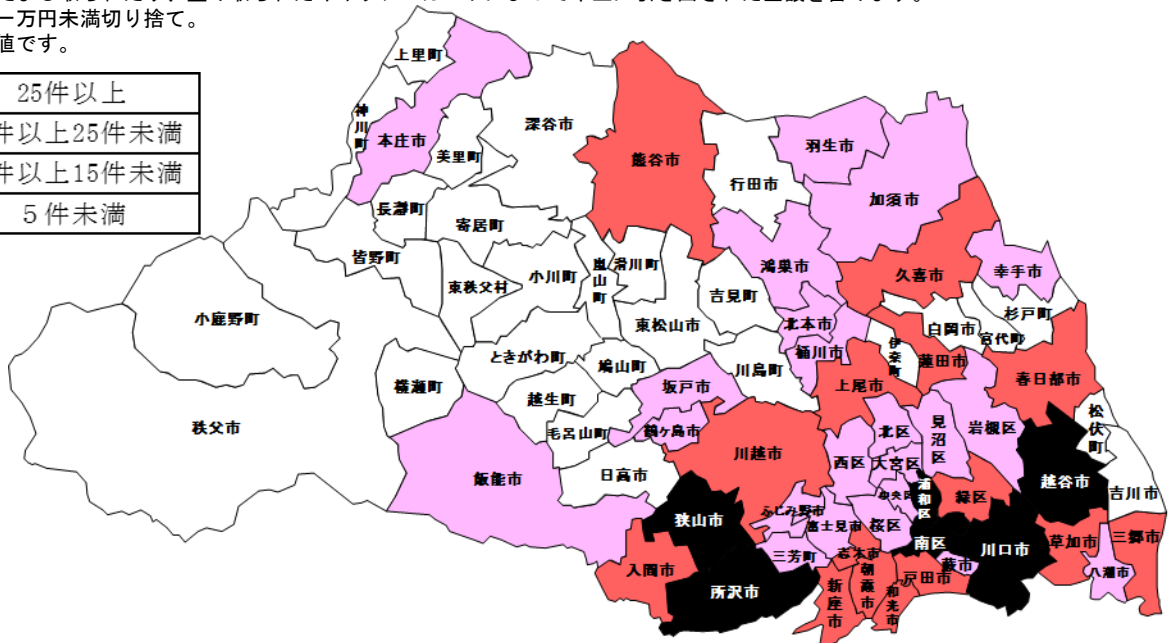 一万円未満切り捨て。
値です。
25件以上
件以上25件未満
件以上15件未満
５件未満
上里町
神川町
本庄市
美里町
深谷市
熊谷市
行田市
羽生市
加須市
長瀞町
寄居町
皆野町
東秩父村
小川町
嵐山町
滑川町
吉見町
鴻巣市
久喜市
幸手市
小鹿野町
東松山市
北本市
桶川市
伊奈町
白岡市
宮代町
杉戸町
ときがわ町
鳩山町
川島町
上尾市
蓮田市
春日部市
横瀬町
越生町
坂戸市
秩父市
毛呂山町
鶴ヶ島市
川越市
西区
北区
大宮区
見沼区
岩槻区
松伏町
飯能市
日高市
中央区
浦和区
緑区
越谷市
吉川市
狭山市
ふじみ野市
富士見市
桜区
南区
川口市
草加市
三郷市
入間市
三芳町
志木市
蕨市
八潮市
所沢市
新座市
朝霞市
和光市
戸田市